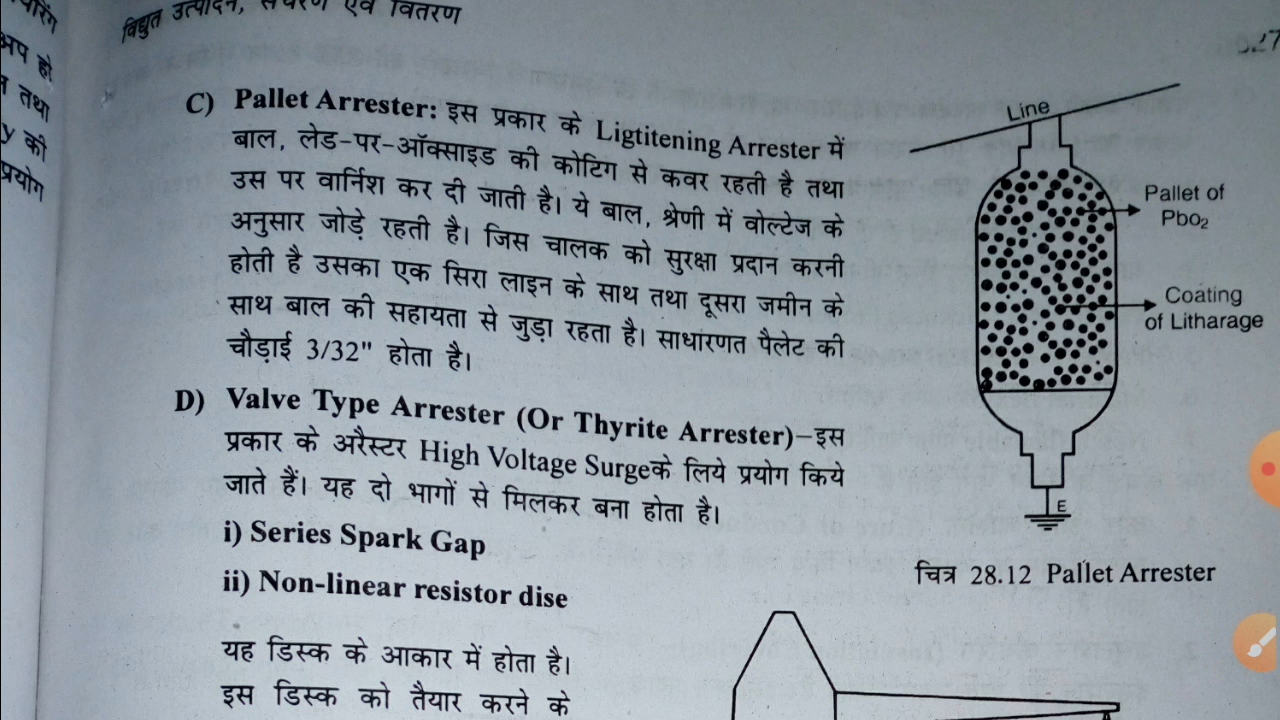 विद्युत उत्पादन, संचरण एवं वितरण
अप हो
तथा
y की
प्रयोग
C) Pallet Arrester: इस प्रकार के Ligtitening Arrester में
बाल, लेड-पर-ऑक्साइड की कोटिग से कवर रहती है तथा
उस पर वार्निश कर दी जाती है। ये बाल, श्रेणी में वोल्टेज के
अनुसार जोड़े रहती है। जिस चालक को सुरक्षा प्रदान करनी
होती है उसका एक सिरा लाइन के साथ तथा दूसरा जमीन के
साथ बाल की सहायता से जुड़ा रहता है। साधारणत पैलेट की
चौड़ाई 3/32" होता है।
Line
Pallet of
Pbo₂
Coating
of Litharage
E
चित्र 28.12 Pallet Arrester
D) Valve Type Arrester (Or Thyrite Arrester)–इस
प्रकार के अरैस्टर High Voltage Surgeके लिये प्रयोग किये
जाते हैं। यह दो भागों से मिलकर बना होता है।
i) Series Spark Gap
ii) Non-linear resistor dise
यह डिस्क के आकार में होता है।
इस डिस्क को तैयार करने के